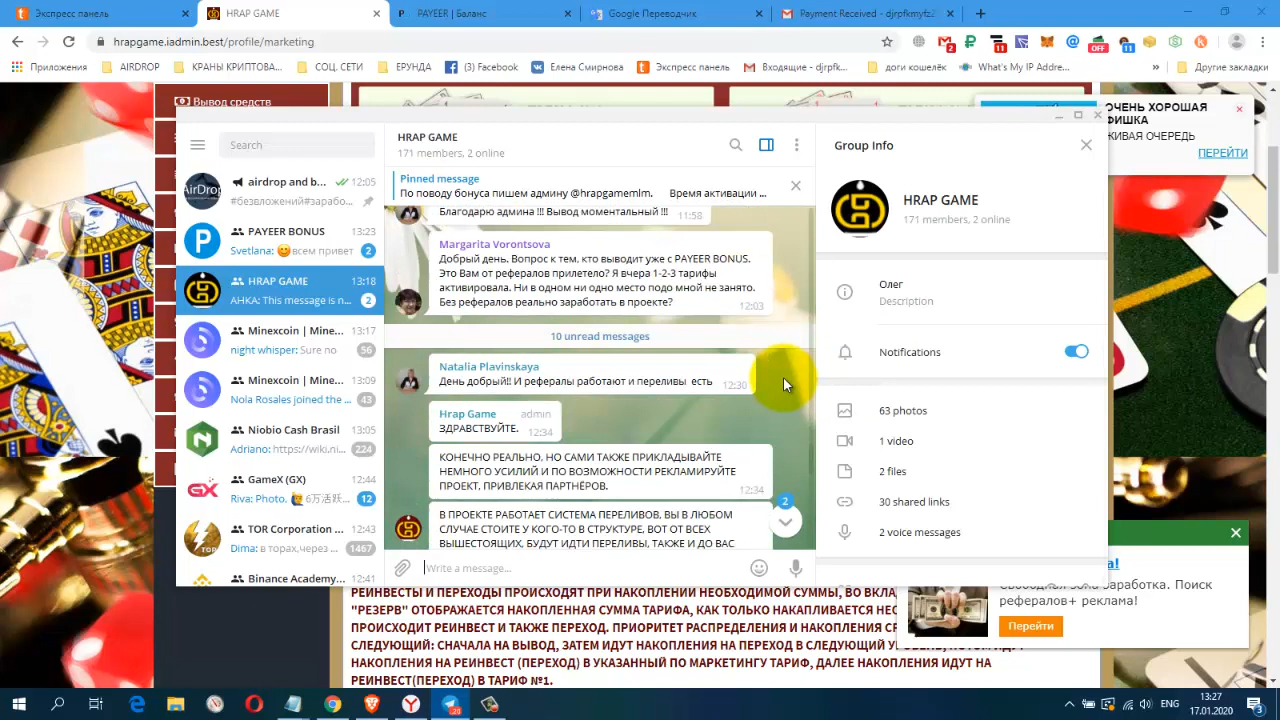 Экспресс панель
HRAP GAME
PAYEER | Баланс
Google Переводчик
Payment Received - djrpfkmytz2
hrapgame.iadmin.best/profile/marketing
2
11
OFF
11
Приложения
AIRDROP
КРАНЫ КРИПТОВА...
СОЦ. СЕТИ
ЕРУНДА
(3) Facebook
Елена Смирнова
Экспресс панель
Входящие - djrpfk...
доги кошелёк
What's My IP Addre...
»
Другие закладки
Вывод средств
ОЧЕНЬ ХОРОШАЯ
ФИШКА
ЖИВАЯ ОЧЕРЕДЬ
ПЕРЕЙТИ
Search
airdrop and b...
12:05
#безвложений#зарабо...
PAYEER BONUS
13:23
Svetlana: 😊 всем привет
2
HRAP GAME
13:18
АНКА: This message is n...
2
Minexcoin | Mine...
13:17
night whisper: Sure no
56
Minexcoin | Mine...
13:09
Nola Rosales joined the ...
43
Niobio Cash Brasil
13:05
Adriano: https://wiki.ni...
224
GameX (GX)
12:44
Riva: Photo, 6万活跃...
12
TOR Corporation ...
12:43
Dima: в торах,через ...
1467
Binance Academy...
12:41
HRAP GAME
171 members, 2 online
Pinned message
По поводу бонуса пишем админу @hrapgamemlm. Время активации ...
Благодарю админа !!! Вывод моментальный !!!
11:58
Margarita Vorontsova
Добрый день. Вопрос к тем, кто выводит уже с PAYEER BONUS.
Это Вам от рефералов прилетело? Я вчера 1-2-3 тарифы
активировала. Ни в одном ни одно место подо мной не занято.
Без рефералов реально заработать в проекте?
12:03
10 unread messages
Natalia Plavinskaya
День добрый!! И рефералы работают и переливы есть
12:30
Hrap Game
admin
ЗДРАВСТВУЙТЕ.
12:34
КОНЕЧНО РЕАЛЬНО. НО САМИ ТАКЖЕ ПРИКЛАДЫВАЙТЕ
НЕМНОГО УСИЛИЙ И ПО ВОЗМОЖНОСТИ РЕКЛАМИРУЙТЕ
ПРОЕКТ, ПРИВЛЕКАЯ ПАРТНЁРОВ.
12:34
В ПРОЕКТЕ РАБОТАЕТ СИСТЕМА ПЕРЕЛИВОВ, ВЫ В ЛЮБОМ
СЛУЧАЕ СТОИТЕ У КОГО-ТО В СТРУКТУРЕ, ВОТ ОТ ВСЕХ
ВЫШЕСТОЯЩИХ, БУДУТ ИДТИ ПЕРЕЛИВЫ, ТАКЖЕ И ДО ВАС
2
Write a message...
Group Info
HRAP GAME
171 members, 2 online
Олег
Description
Notifications
63 photos
1 video
2 files
30 shared links
2 voice messages
Свободная зона заработка. Поиск
рефералов+ реклама!
Перейти
РЕИНВЕСТЫ И ПЕРЕХОДЫ ПРОИСХОДЯТ ПРИ НАКОПЛЕНИИ НЕОБХОДИМОЙ СУММЫ, ВО
"РЕЗЕРВ" ОТОБРАЖАЕТСЯ НАКОПЛЕННАЯ СУММА ТАРИФА, КАК ТОЛЬКО НАКАПЛИВАЕТСЯ
ПРОИСХОДИТ РЕИНВЕСТ И ТАКЖЕ ПЕРЕХОД. ПРИОРИТЕТ РАСПРЕДЕЛЕНИЯ И НАКОПЛЕНИЯ
СЛЕДУЮЩИЙ: СНАЧАЛА НА ВЫВОД, ЗАТЕМ ИДУТ НАКОПЛЕНИЯ НА ПЕРЕХОД В СЛЕДУЮЩИЙ
НАКОПЛЕНИЯ НА РЕИНВЕСТ (ПЕРЕХОД) В УКАЗАННЫЙ ПО МАРКЕТИНГУ ТАРИФ, ДАЛЕЕ НАКОПЛЕНИЯ ИДУТ НА
РЕИНВЕСТ(ПЕРЕХОД) В ТАРИФ №1.
20
ENG
13:27
17.01.2020
3